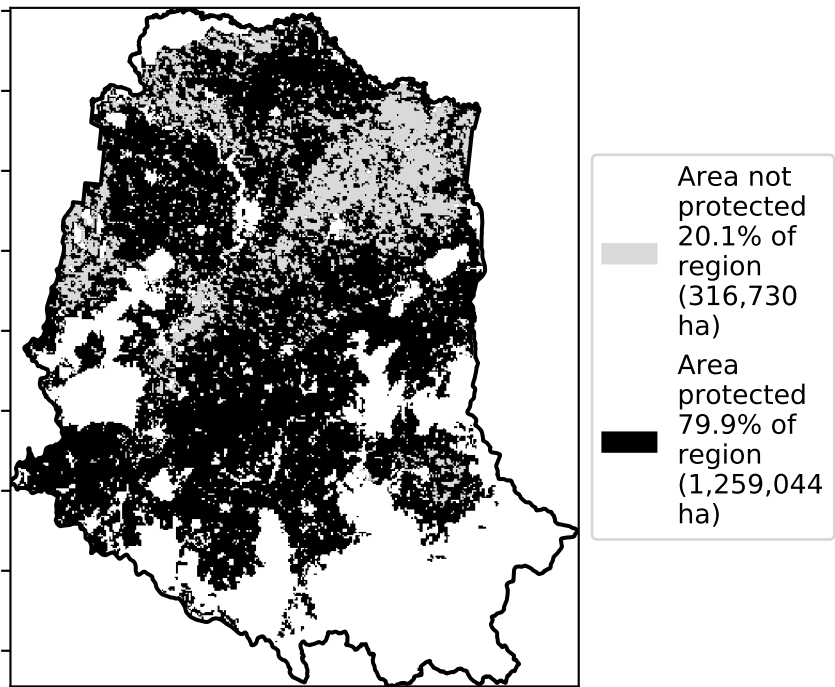 Area not
protected
20.1% of
region
(316,730
ha)
Area
protected
79.9% of
region
(1,259,044
ha)